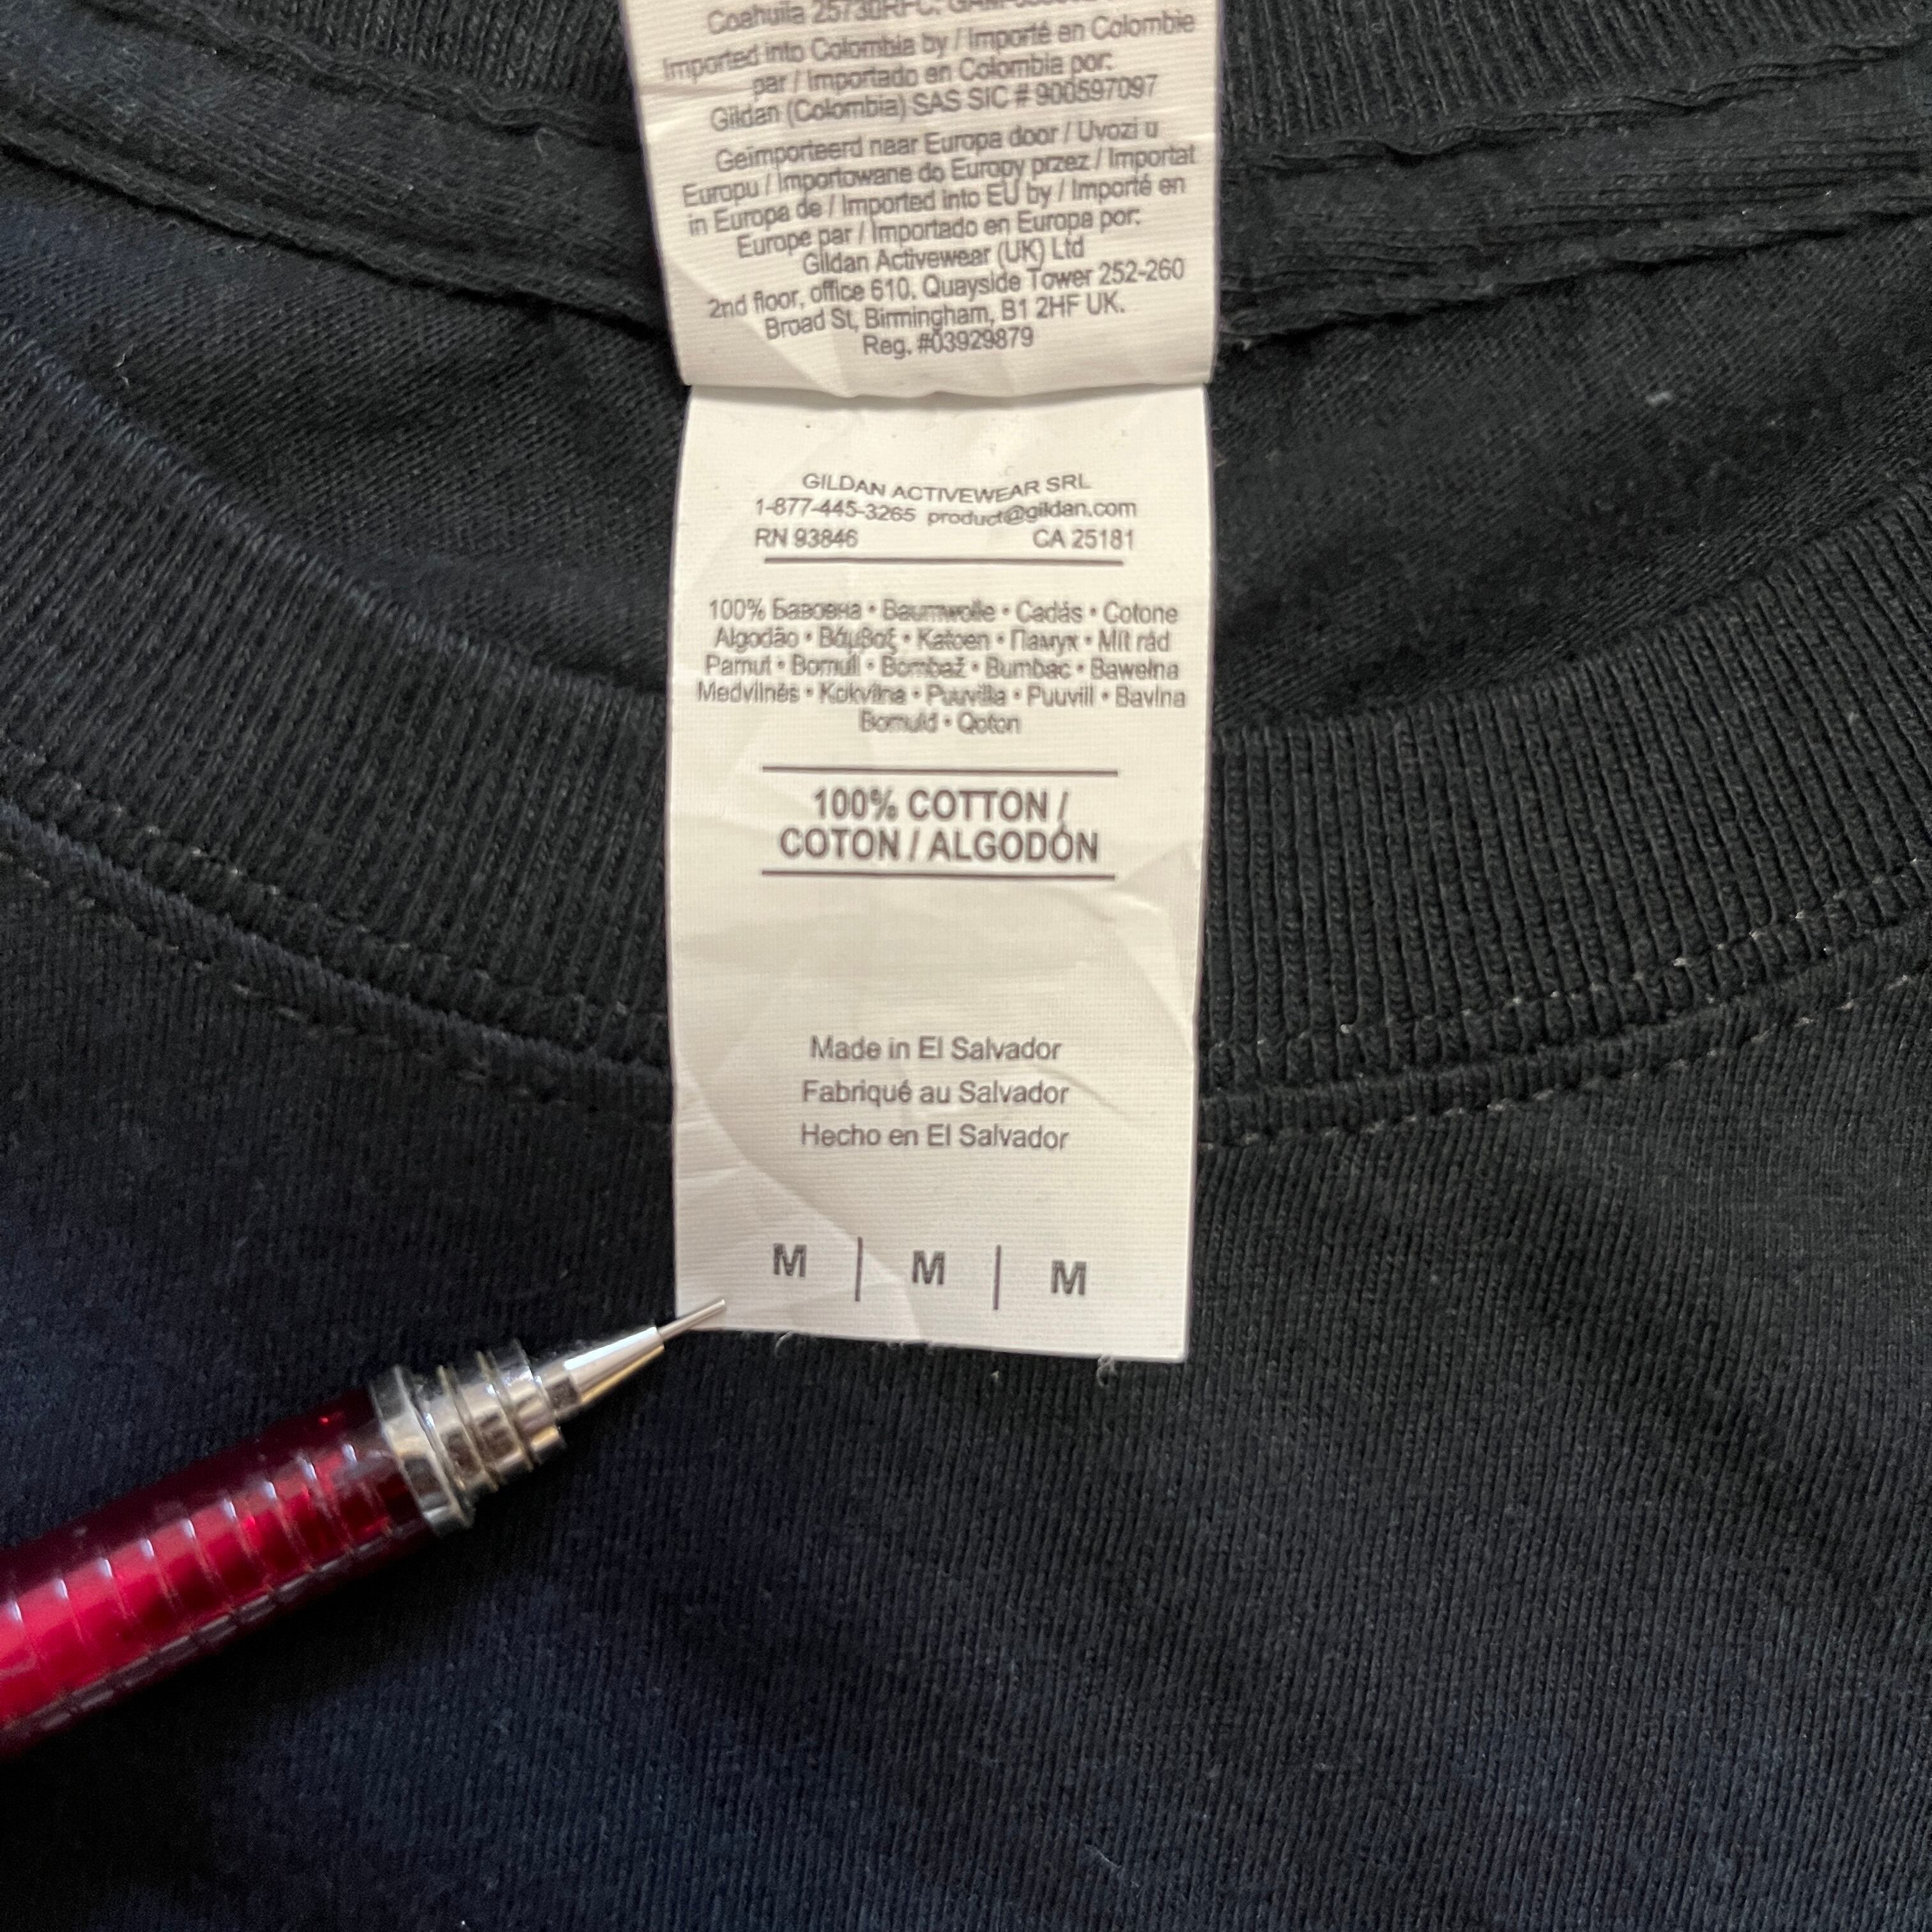 Coahuila 25730RFC:
Imported into Colombia by / Importé en Colombie
par / Importado en Colombia por:
Gildan (Colombia) SAS SIC # 900597097
Geïmporteerd naar Europa door / Uvozi u
Europu / Importowane do Europy przez / Importat
in Europa de / Imported into EU by / Importé en
Europe par / Importado en Europa por:
Gildan Activewear (UK) Ltd
2nd floor, office 610, Quayside Tower 252-260
Broad St, Birmingham, B1 2HF UK.
Reg. #03929879
GILDAN ACTIVEWEAR SRL
1-877-445-3265 product@gildan.com
RN 93846 CA 25181
100% Бавовна • Baumwolle • Cadás • Cotone
Algodão • Βάμβαξ • Katoen • Памук • Mít rád
Pamut • Bomull • Bombaž • Bumbac • Bawełna
Medvilnės • Kokvilna • Puuvilla • Puuvill • Bavlna
Bomuld • Qoton
100% COTTON /
COTON / ALGODÓN
Made in El Salvador
Fabriqué au Salvador
Hecho en El Salvador
M | M | M